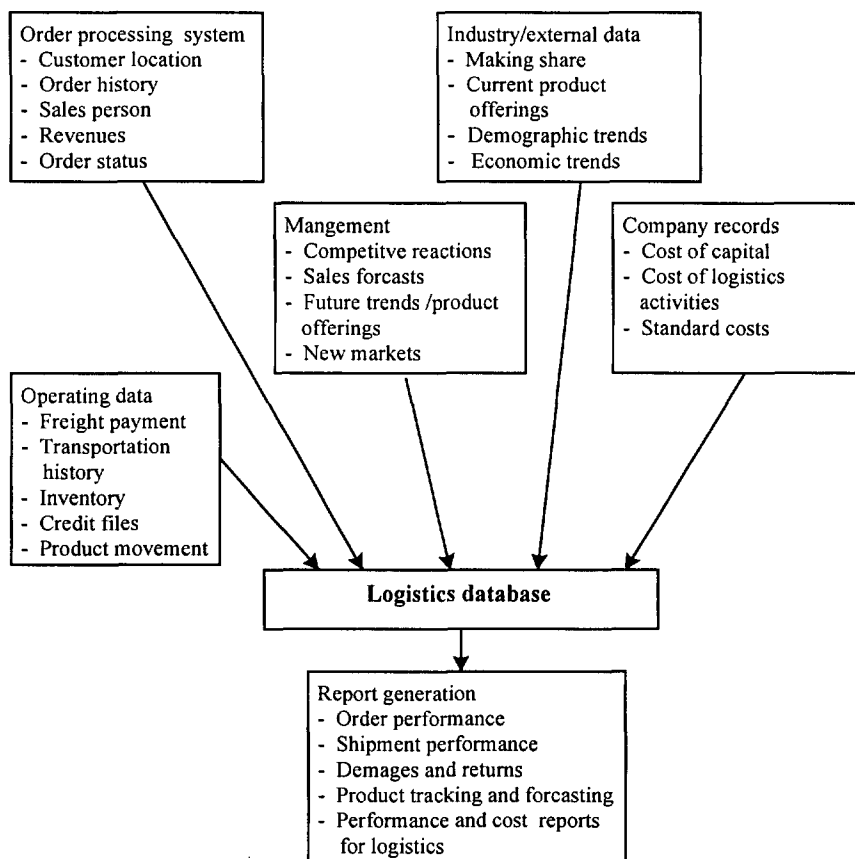 Order processing system
- Customer location
- Order history
- Sales person
- Revenues
- Order status
Industry/external data
- Making share
- Current product
offerings
- Demographic trends
- Economic trends
Mangement
- Competitve reactions
- Sales forcasts
- Future trends /product
offerings
- New markets
Company records
- Cost of capital
- Cost of logistics
activities
- Standard costs
Operating data
- Freight payment
- Transportation
history
- Inventory
- Credit files
- Product movement
Logistics database
Report generation
- Order performance
- Shipment performance
- Demages and returns
- Product tracking and forcasting
- Performance and cost reports
for logistics